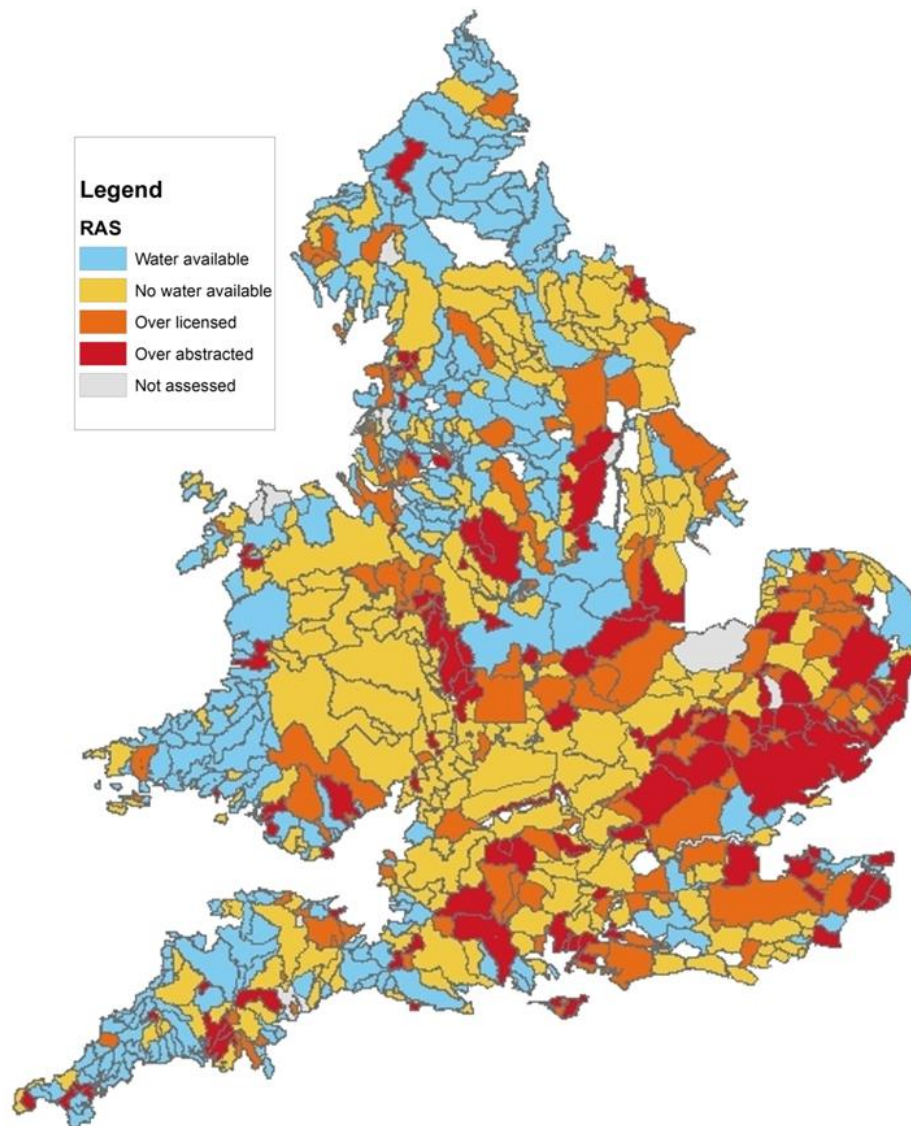 Legend
RAS
Water available
No water available
Over licensed
Over abstracted
Not assessed